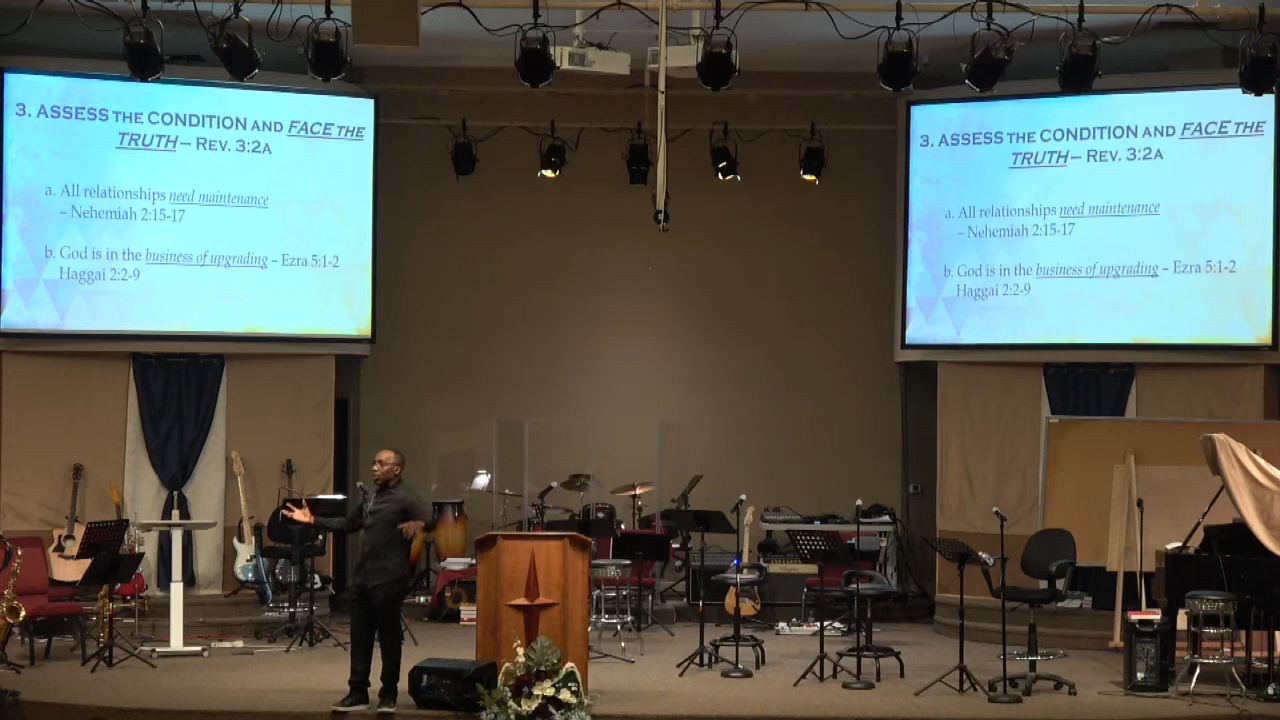 3. ASSESS THE CONDITION AND FACE THE
TRUTH – REV. 3:2A
a. All relationships need maintenance
– Nehemiah 2:15-17
b. God is in the business of upgrading – Ezra 5:1-2
Haggai 2:2-9
3. ASSESS THE CONDITION AND FACE THE
TRUTH – REV. 3:2A
a. All relationships need maintenance
– Nehemiah 2:15-17
b. God is in the business of upgrading – Ezra 5:1-2
Haggai 2:2-9